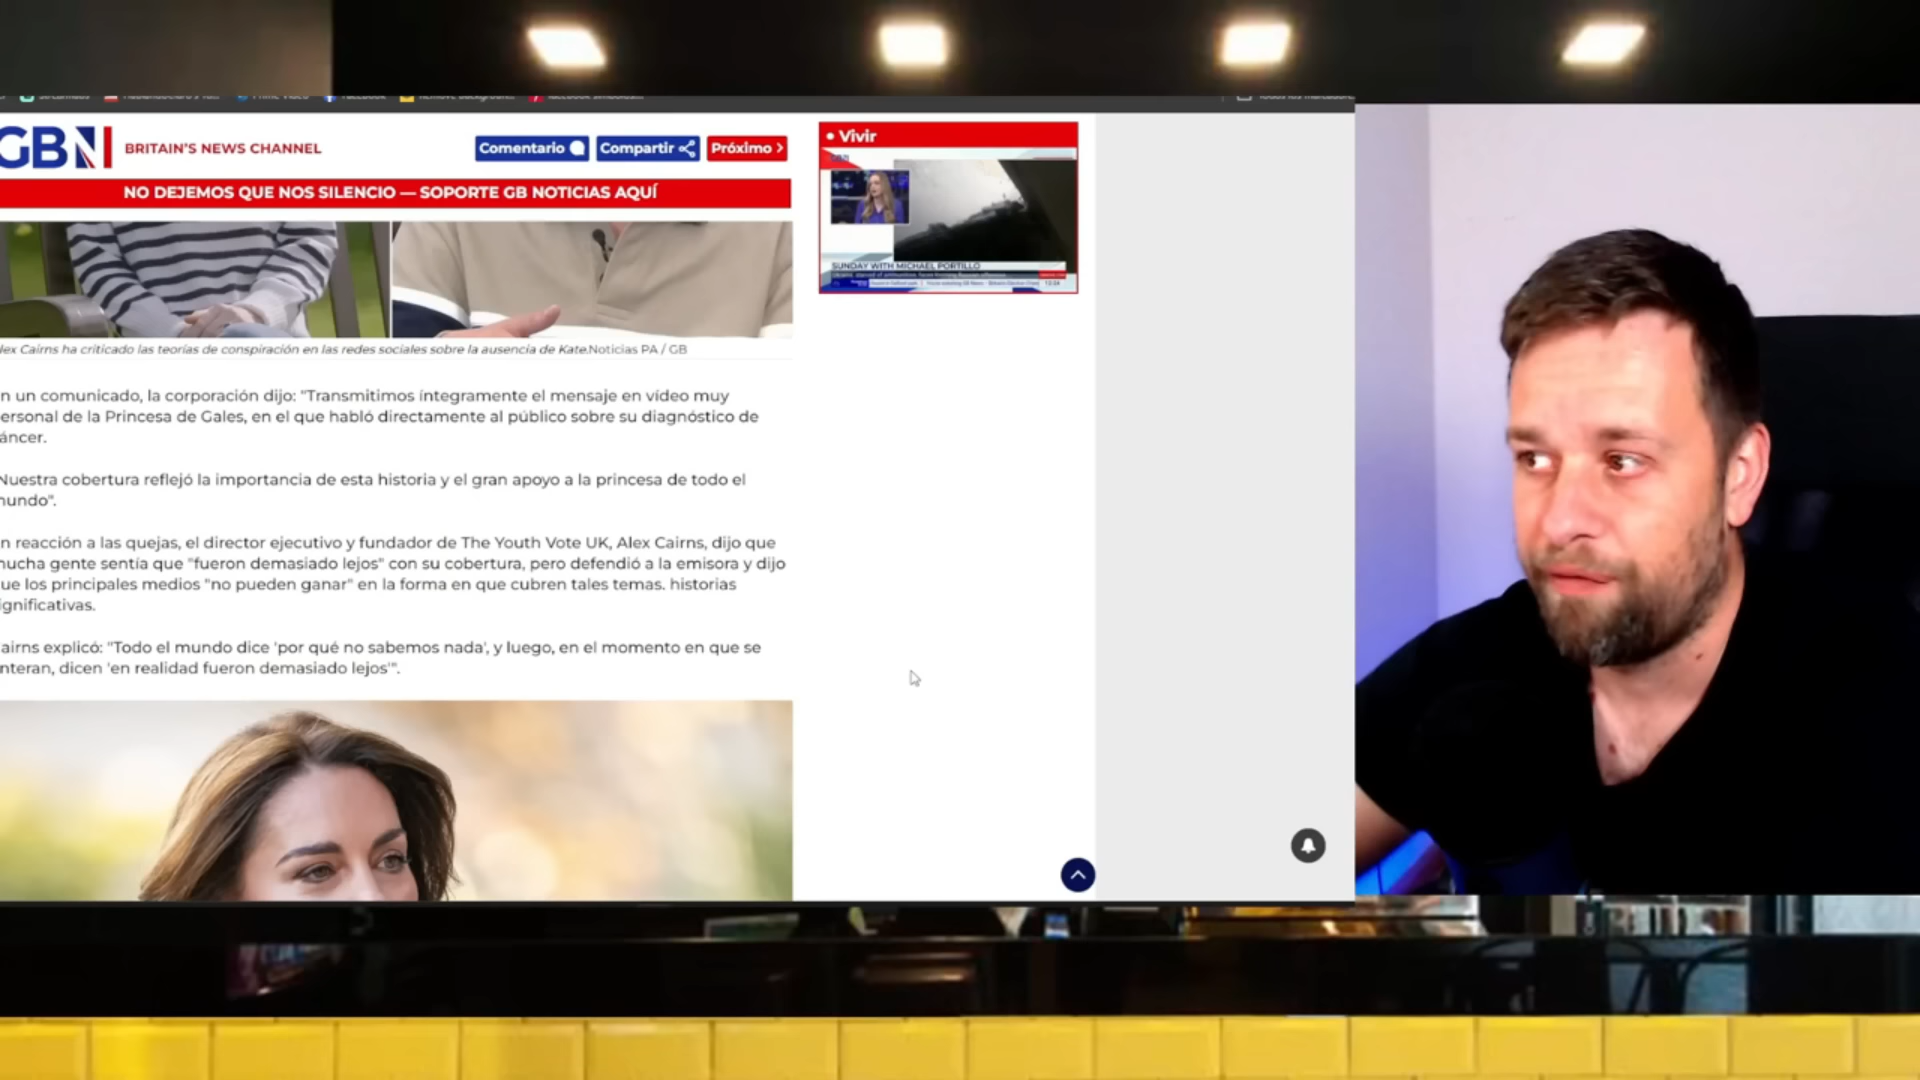 GBN
BRITAIN'S NEWS CHANNEL
Comentario
Compartir
Próximo
NO DEJEMOS QUE NOS SILENCIO — SOPORTE GB NOTICIAS AQUÍ
Vivir
SUNDAY WITH MICHAEL PORTILLO
lex Cairns ha criticado las teorías de conspiración en las redes sociales sobre la ausencia de Kate.Noticias PA / GB
n un comunicado, la corporación dijo: "Transmitimos íntegramente el mensaje en vídeo muy
ersonal de la Princesa de Gales, en el que habló directamente al público sobre su diagnóstico de
áncer.
Nuestra cobertura reflejó la importancia de esta historia y el gran apoyo a la princesa de todo el
nundo".
n reacción a las quejas, el director ejecutivo y fundador de The Youth Vote UK, Alex Cairns, dijo que
nucha gente sentía que "fueron demasiado lejos" con su cobertura, pero defendió a la emisora y dijo
ue los principales medios "no pueden ganar" en la forma en que cubren tales temas. historias
ignificativas.
airns explicó: "Todo el mundo dice 'por qué no sabemos nada', y luego, en el momento en que se
nteran, dicen 'en realidad fueron demasiado lejos'".